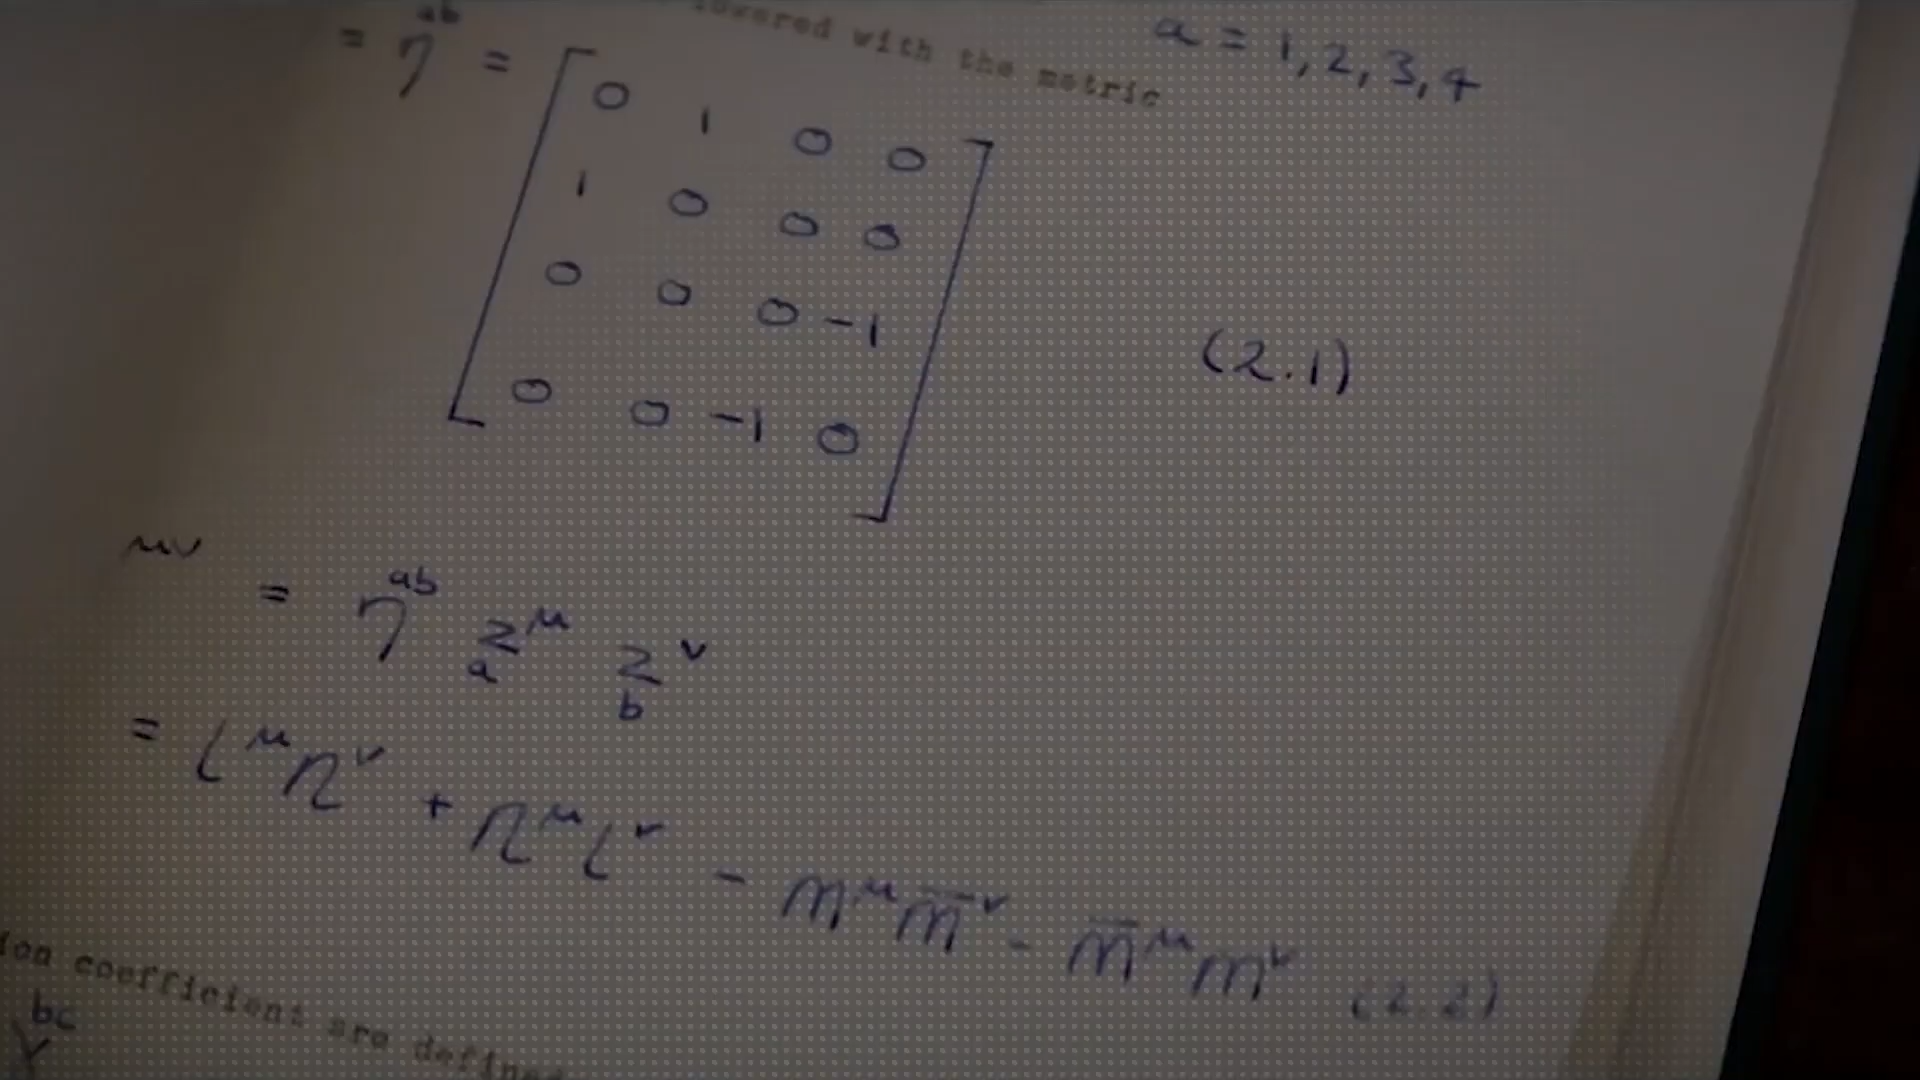 lowered with the metric
a = 1, 2, 3, 4
= η^ab = [
0 1 0 0
1 0 0 0
0 0 0 -1
0 0 -1 0
] (2.1)
μν = η^ab z_a^μ z_b^ν
= l^μ n^ν + n^μ l^ν - m^μ m̅^ν - m̅^μ m^ν (2.2)
ion coefficient are defined
γ^bc